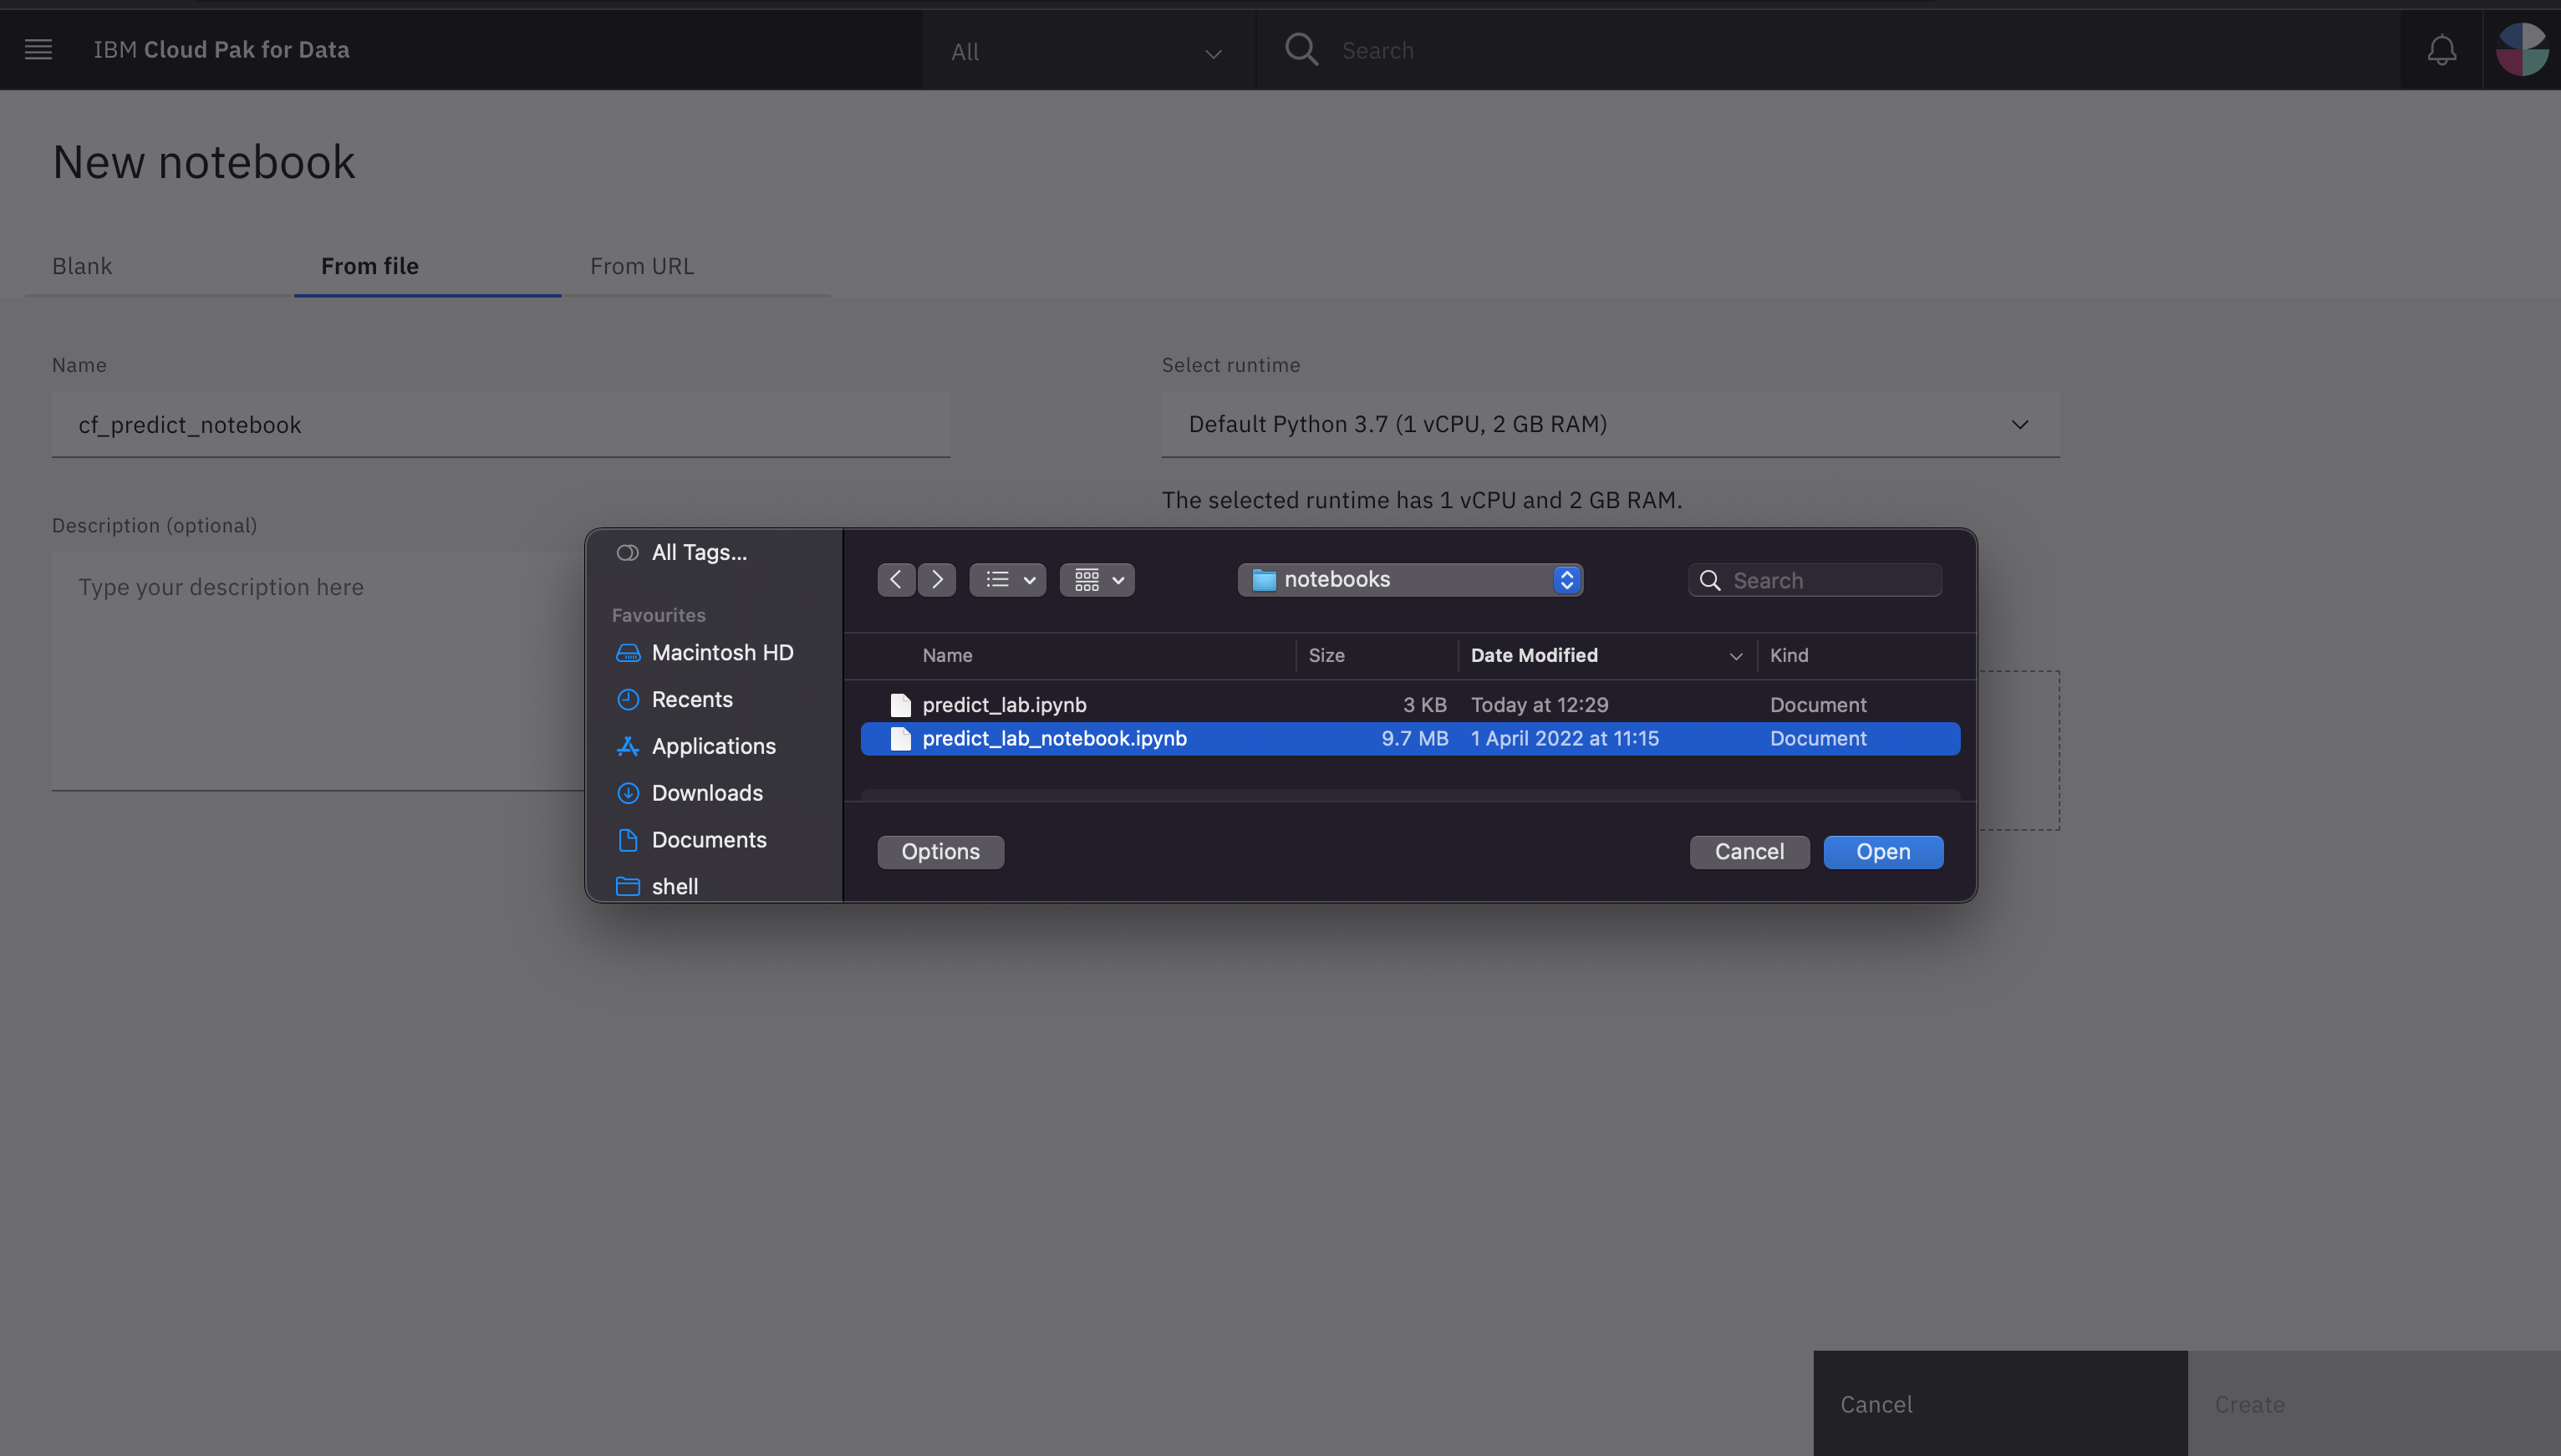 IBM Cloud Pak for Data
All
Search
New notebook
Blank
From file
From URL
Name
cf_predict_notebook
Description (optional)
Type your description here
Select runtime
Default Python 3.7 (1 vCPU, 2 GB RAM)
The selected runtime has 1 vCPU and 2 GB RAM.
All Tags...
Favourites
Macintosh HD
Recents
Applications
Downloads
Documents
shell
notebooks
Search
Name Size Date Modified Kind
predict_lab.ipynb 3 KB Today at 12:29 Document
predict_lab_notebook.ipynb 9.7 MB 1 April 2022 at 11:15 Document
Options
Cancel
Open
Cancel
Create